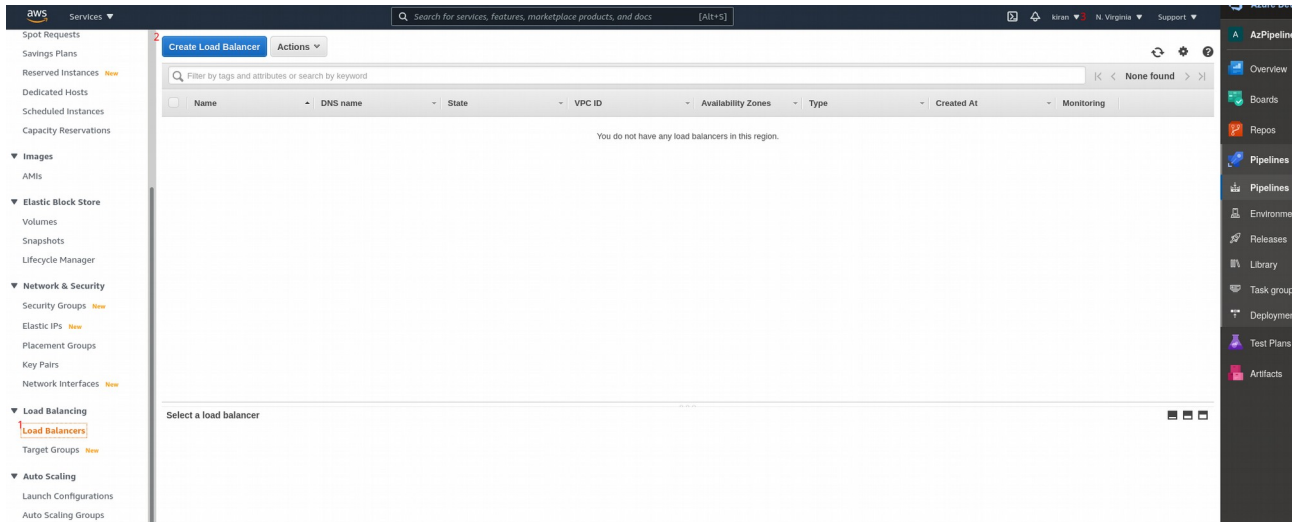 aws Services Search for services, features, marketplace products, and docs [Alt+S] kiran 3 N. Virginia Support
Spot Requests
Savings Plans
Reserved Instances New
Dedicated Hosts
Scheduled Instances
Capacity Reservations
Images
AMIs
Elastic Block Store
Volumes
Snapshots
Lifecycle Manager
Network & Security
Security Groups New
Elastic IPs New
Placement Groups
Key Pairs
Network Interfaces New
Load Balancing
1 Load Balancers
Target Groups New
Auto Scaling
Launch Configurations
Auto Scaling Groups
2 Create Load Balancer Actions
Filter by tags and attributes or search by keyword None found
Name DNS name State VPC ID Availability Zones Type Created At Monitoring
You do not have any load balancers in this region.
Select a load balancer
A AzPipeline
Overview
Boards
Repos
Pipelines
Pipelines
Environme
Releases
Library
Task group
Deploymen
Test Plans
Artifacts